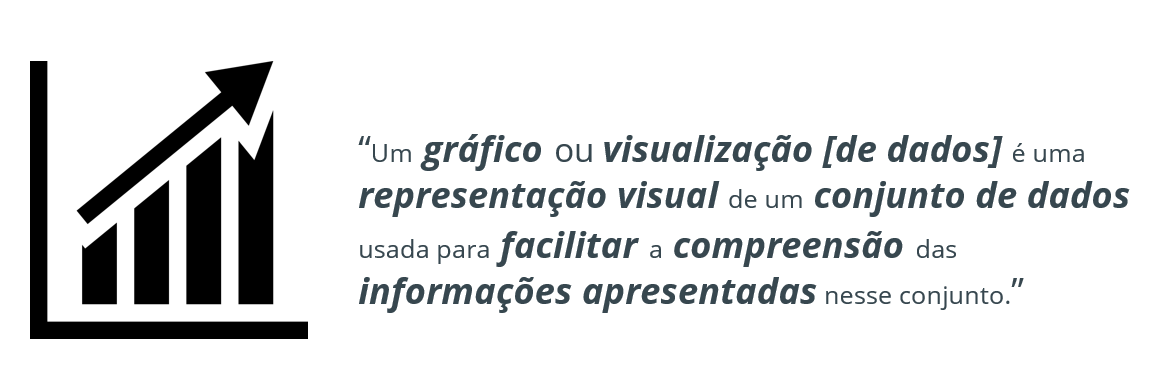 “Um gráfico ou visualização [de dados] é uma
representação visual de um conjunto de dados
usada para facilitar a compreensão das
informações apresentadas nesse conjunto.”